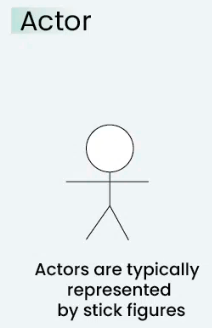 Actor
Actors are typically
represented
by stick figures